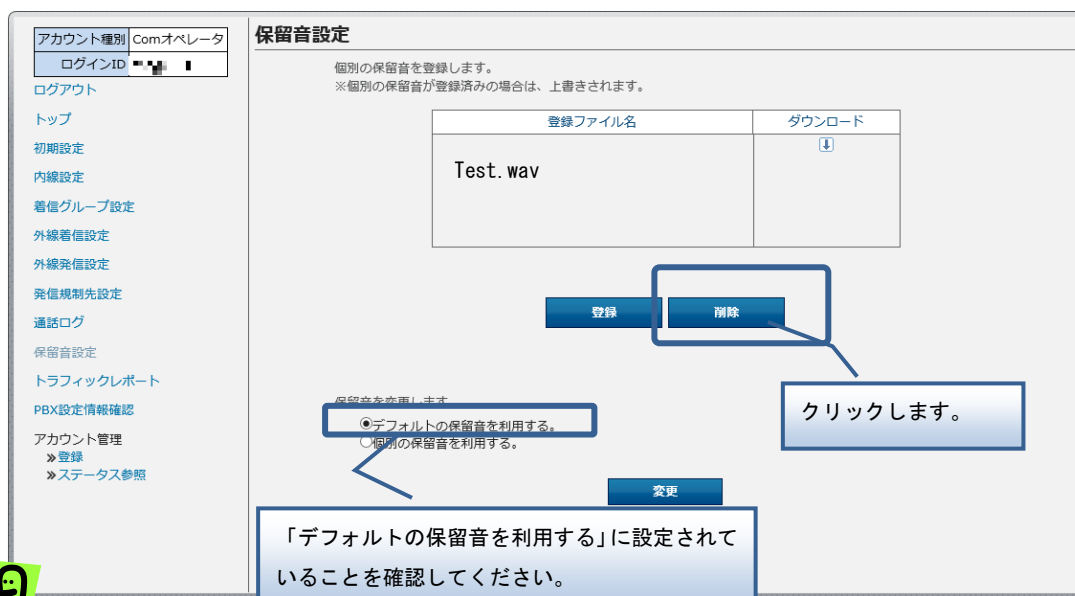 アカウント種別 Comオペレータ
ログインID
ログアウト
トップ
初期設定
内線設定
着信グループ設定
外線着信設定
外線発信設定
発信規制先設定
通話ログ
保留音設定
トラフィックレポート
PBX設定情報確認
アカウント管理
»登録
»ステータス参照
保留音設定
個別の保留音を登録します。
※個別の保留音が登録済みの場合は、上書きされます。
登録ファイル名 ダウンロード
Test.wav
登録 削除
クリックします。
保留音を変更します
デフォルトの保留音を利用する。
個別の保留音を利用する。
変更
「デフォルトの保留音を利用する」に設定されて
いることを確認してください。